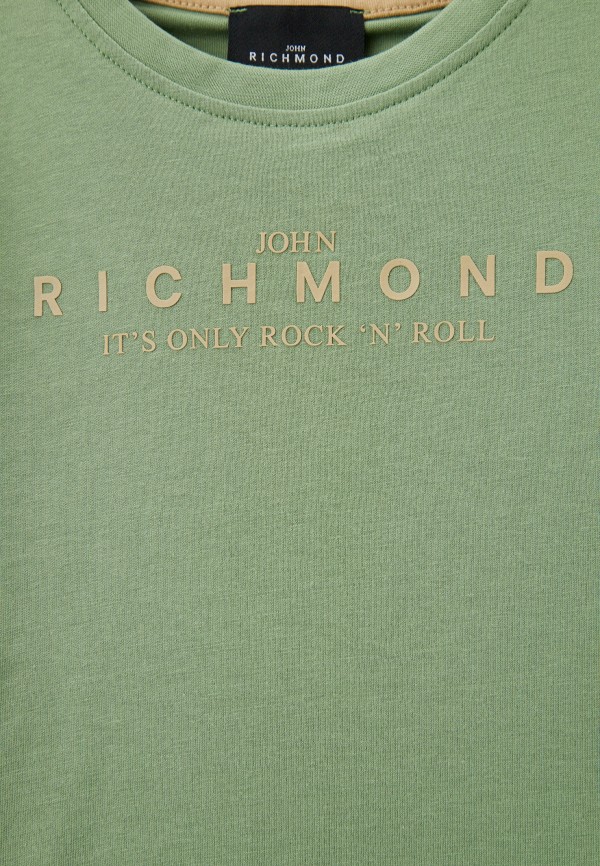 JOHN
RICHMOND
JOHN
RICHMOND
IT’S ONLY ROCK ‘N’ ROLL